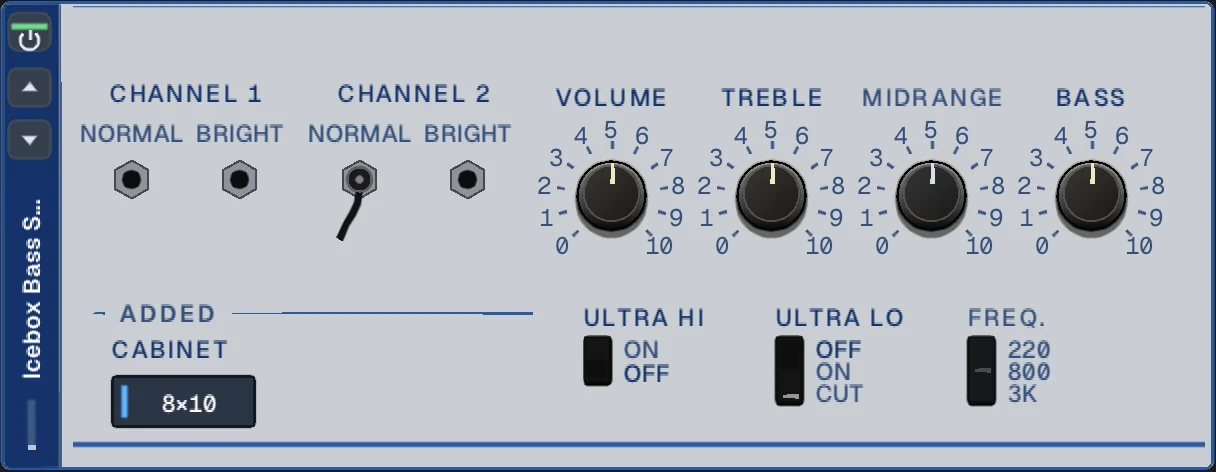 Icebox Bass S...
CHANNEL 1
NORMAL BRIGHT
CHANNEL 2
NORMAL BRIGHT
VOLUME
0 1 2 3 4 5 6 7 8 9 10
TREBLE
0 1 2 3 4 5 6 7 8 9 10
MIDRANGE
0 1 2 3 4 5 6 7 8 9 10
BASS
0 1 2 3 4 5 6 7 8 9 10
ADDED
CABINET
8×10
ULTRA HI
ON
OFF
ULTRA LO
OFF
ON
CUT
FREQ.
220
800
3K